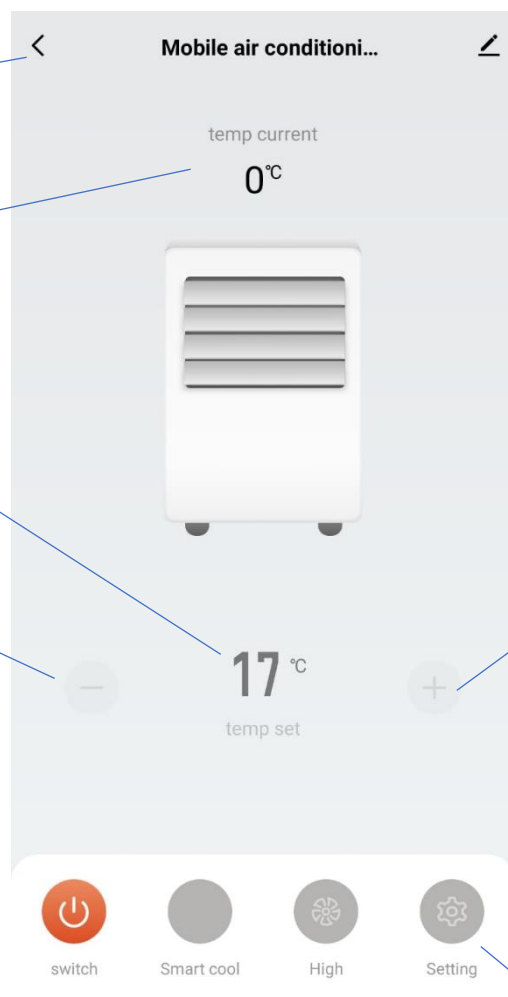 Mobile air conditioni...
temp current
0°C
17 °C
temp set
switch Smart cool High Setting